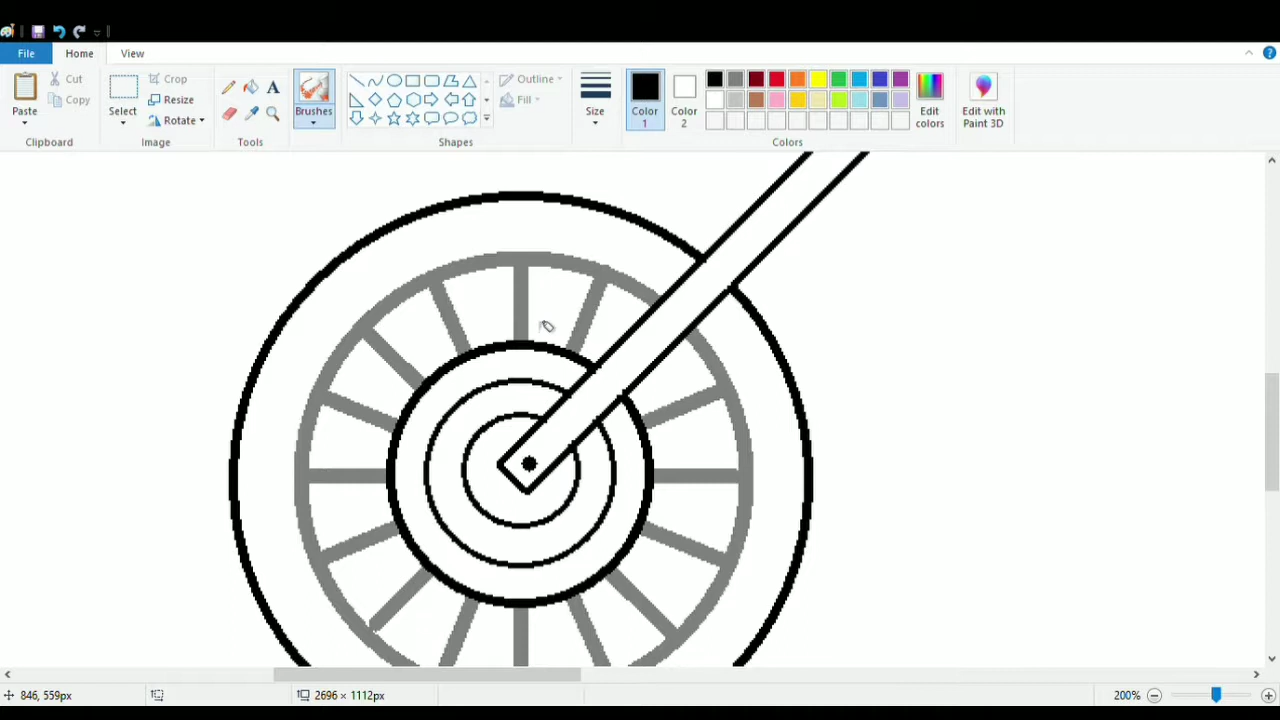 File
Home
View
Paste
Cut
Copy
Clipboard
Select
Crop
Resize
Rotate
Image
A
Tools
Brushes
Outline
Fill
Shapes
Size
Color
1
Color
2
Edit
colors
Colors
Edit with
Paint 3D
846, 559px
2696 × 1112px
200%